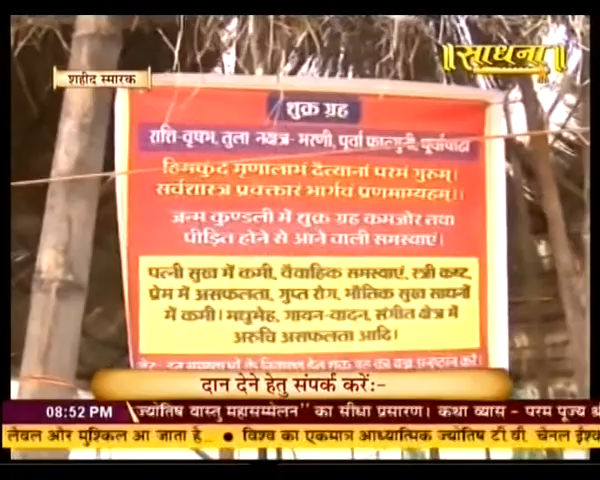 साधना
शहीद स्मारक
शुक्र ग्रह
राशि-वृषभ, तुला नक्षत्र- भरणी, पूर्वा फाल्गुनी, पूर्वाषाढा
हिमकुंद मृणालाभं दैत्यानां परमं गुरुम्।
सर्वशास्त्र प्रवक्तारं भार्गवं प्रणमाम्यहम्।।
जन्म कुण्डली में शुक्र ग्रह कमजोर तथा
पीड़ित होने से आने वाली समस्याएं।
पत्नी सुख में कमी, वैवाहिक समस्याएं, स्त्री कष्ट,
प्रेम में असफलता, गुप्त रोग, भौतिक सुख साधनों
में कमी। मधुमेह, गायन-वादन, संगीत क्षेत्र में
अरुचि असफलता आदि।
दान देने हेतु संपर्क करें:-
08:52 PM ज्योतिष वास्तु महासम्मेलन" का सीधा प्रसारण। कथा व्यास - परम पूज्य
और मुश्किल आ जाता है... ● विश्व का एकमात्र आध्यात्मिक ज्योतिष टी.वी. चेनल